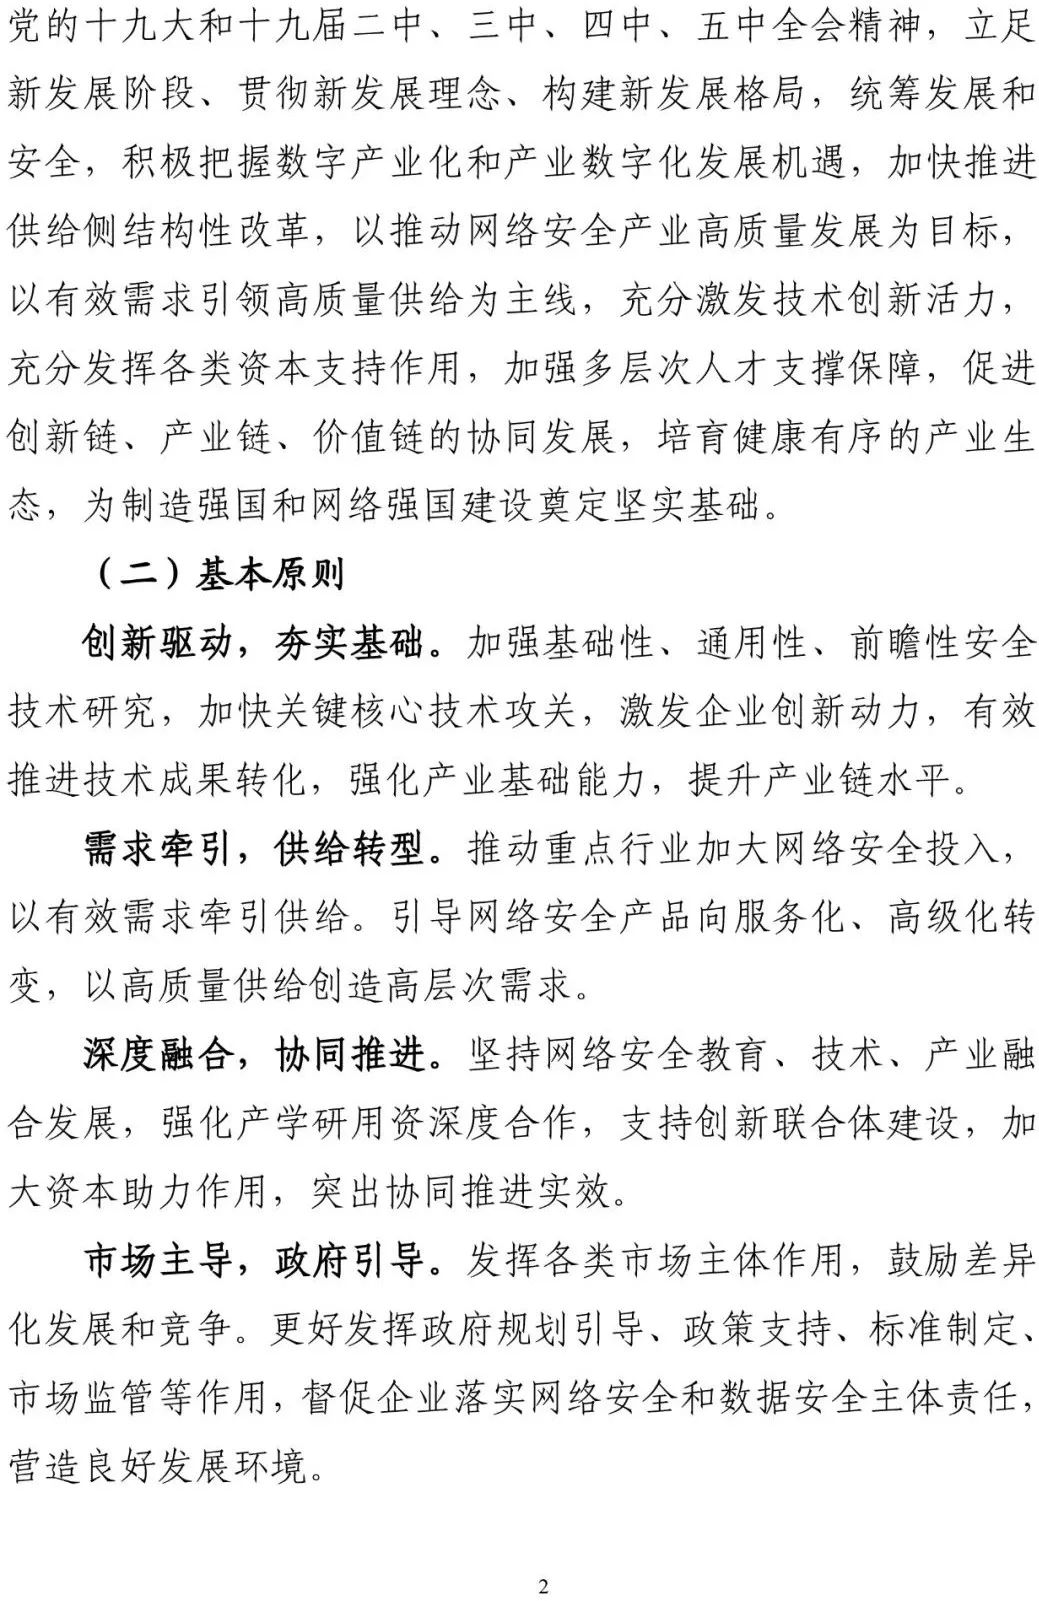 党的十九大和十九届二中、三中、四中、五中全会精神，立足
新发展阶段、贯彻新发展理念、构建新发展格局，统筹发展和
安全，积极把握数字产业化和产业数字化发展机遇，加快推进
供给侧结构性改革，以推动网络安全产业高质量发展为目标，
以有效需求引领高质量供给为主线，充分激发技术创新活力，
充分发挥各类资本支持作用，加强多层次人才支撑保障，促进
创新链、产业链、价值链的协同发展，培育健康有序的产业生
态，为制造强国和网络强国建设奠定坚实基础。
（二）基本原则
创新驱动，夯实基础。加强基础性、通用性、前瞻性安全
技术研究，加快关键核心技术攻关，激发企业创新动力，有效
推进技术成果转化，强化产业基础能力，提升产业链水平。
需求牵引，供给转型。推动重点行业加大网络安全投入，
以有效需求牵引供给。引导网络安全产品向服务化、高级化转
变，以高质量供给创造高层次需求。
深度融合，协同推进。坚持网络安全教育、技术、产业融
合发展，强化产学研用资深度合作，支持创新联合体建设，加
大资本助力作用，突出协同推进实效。
市场主导，政府引导。发挥各类市场主体作用，鼓励差异
化发展和竞争。更好发挥政府规划引导、政策支持、标准制定、
市场监管等作用，督促企业落实网络安全和数据安全主体责任，
营造良好发展环境。
2